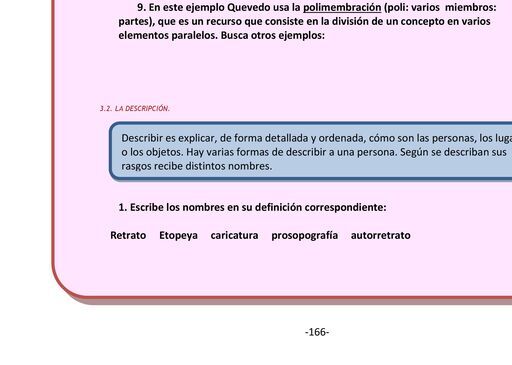 9. En este ejemplo Quevedo usa la polimembración (poli: varios miembros:
partes), que es un recurso que consiste en la división de un concepto en varios
elementos paralelos. Busca otros ejemplos:
3.2. LA DESCRIPCIÓN.
Describir es explicar, de forma detallada y ordenada, cómo son las personas, los
o los objetos. Hay varias formas de describir a una persona. Según se describan sus
rasgos recibe distintos nombres.
1. Escribe los nombres en su definición correspondiente:
Retrato Etopeya caricatura prosopografía autorretrato
-166-